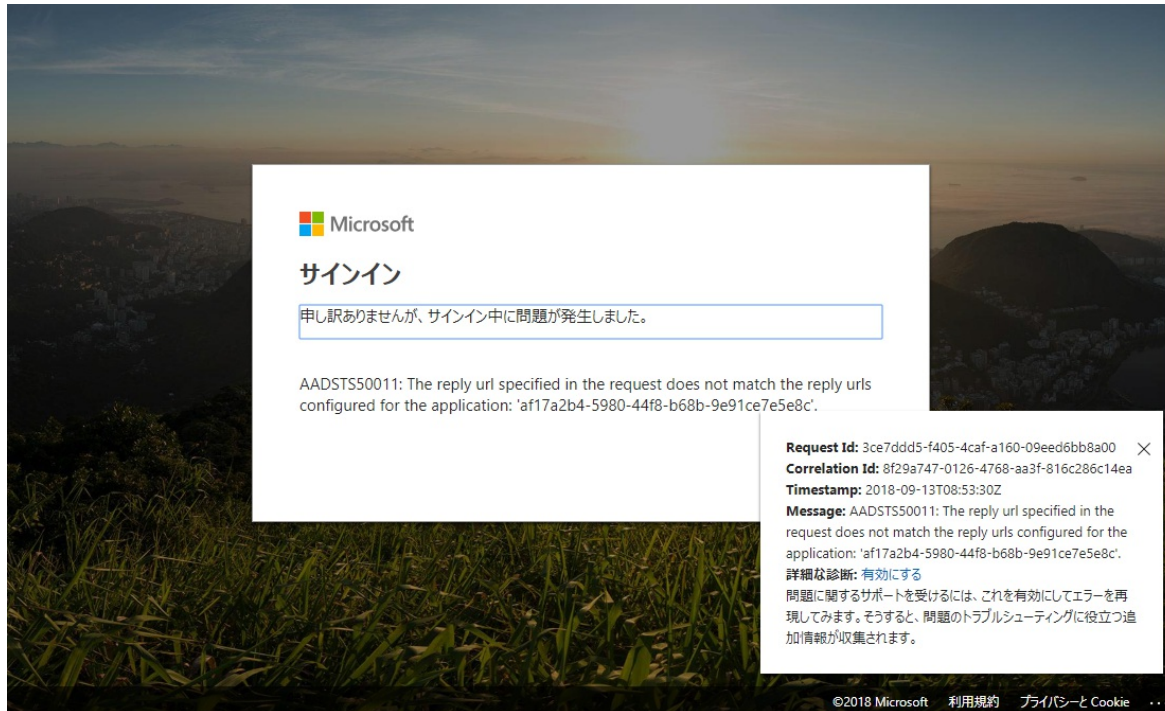 Microsoft
サインイン
申し訳ありませんが、サインイン中に問題が発生しました。
AADSTS50011: The reply url specified in the request does not match the reply urls
configured for the application: 'af17a2b4-5980-44f8-b68b-9e91ce7e5e8c'.
Request Id: 3ce7ddd5-f405-4caf-a160-09eed6bb8a00
Correlation Id: 8f29a747-0126-4768-aa3f-816c286c14ea
Timestamp: 2018-09-13T08:53:30Z
Message: AADSTS50011: The reply url specified in the
request does not match the reply urls configured for the
application: 'af17a2b4-5980-44f8-b68b-9e91ce7e5e8c'.
詳細な診断: 有効にする
問題に関するサポートを受けるには、これを有効にしてエラーを再
現してみます。そうすると、問題のトラブルシューティングに役立つ追
加情報が収集されます。
©2018 Microsoft 利用規約 プライバシーと Cookie ..